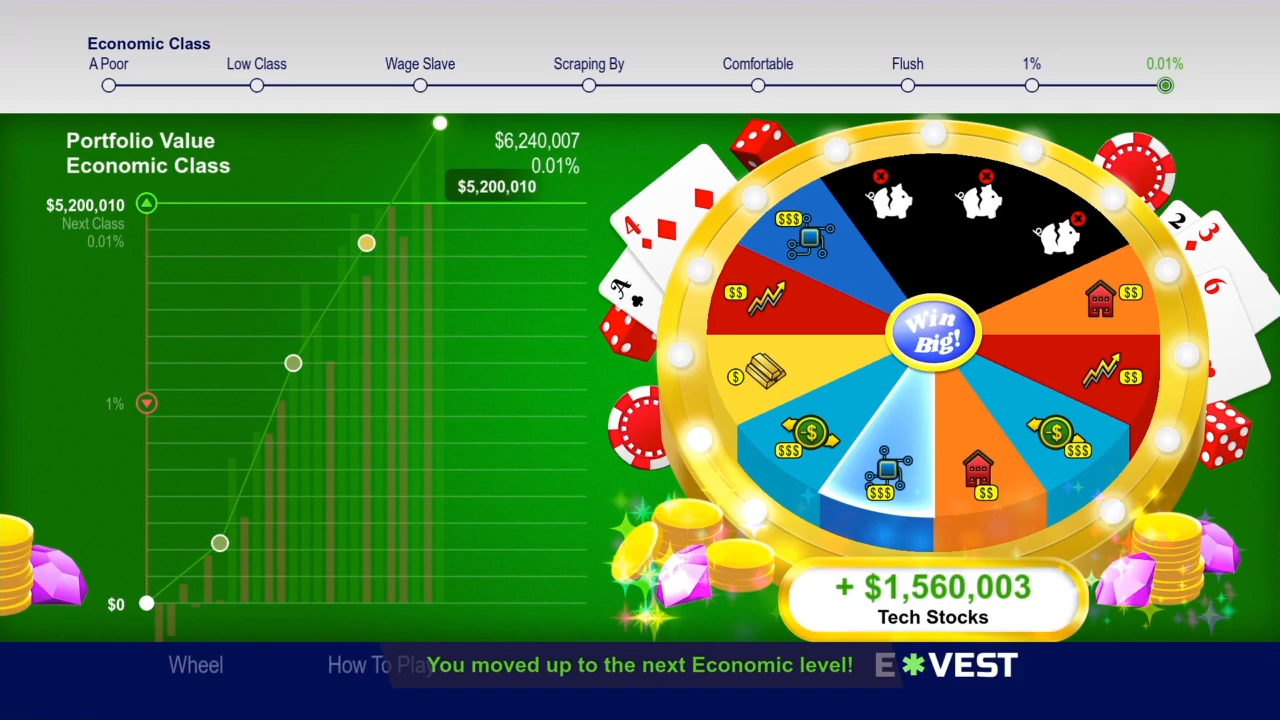 Economic Class
A Poor
Low Class
Wage Slave
Scraping By
Comfortable
Flush
1%
0.01%
Portfolio Value
$6,240,007
Economic Class
0.01%
$5,200,010
$5,200,010
Next Class
0.01%
1%
$0
4
A
2
3
6
$$$
$$
$
$$$
$$$
$$
$$$
$$
$$
-$
-$
Win
Big!
+ $1,560,003
Tech Stocks
Wheel
How To Play
You moved up to the next Economic level!
E*VEST